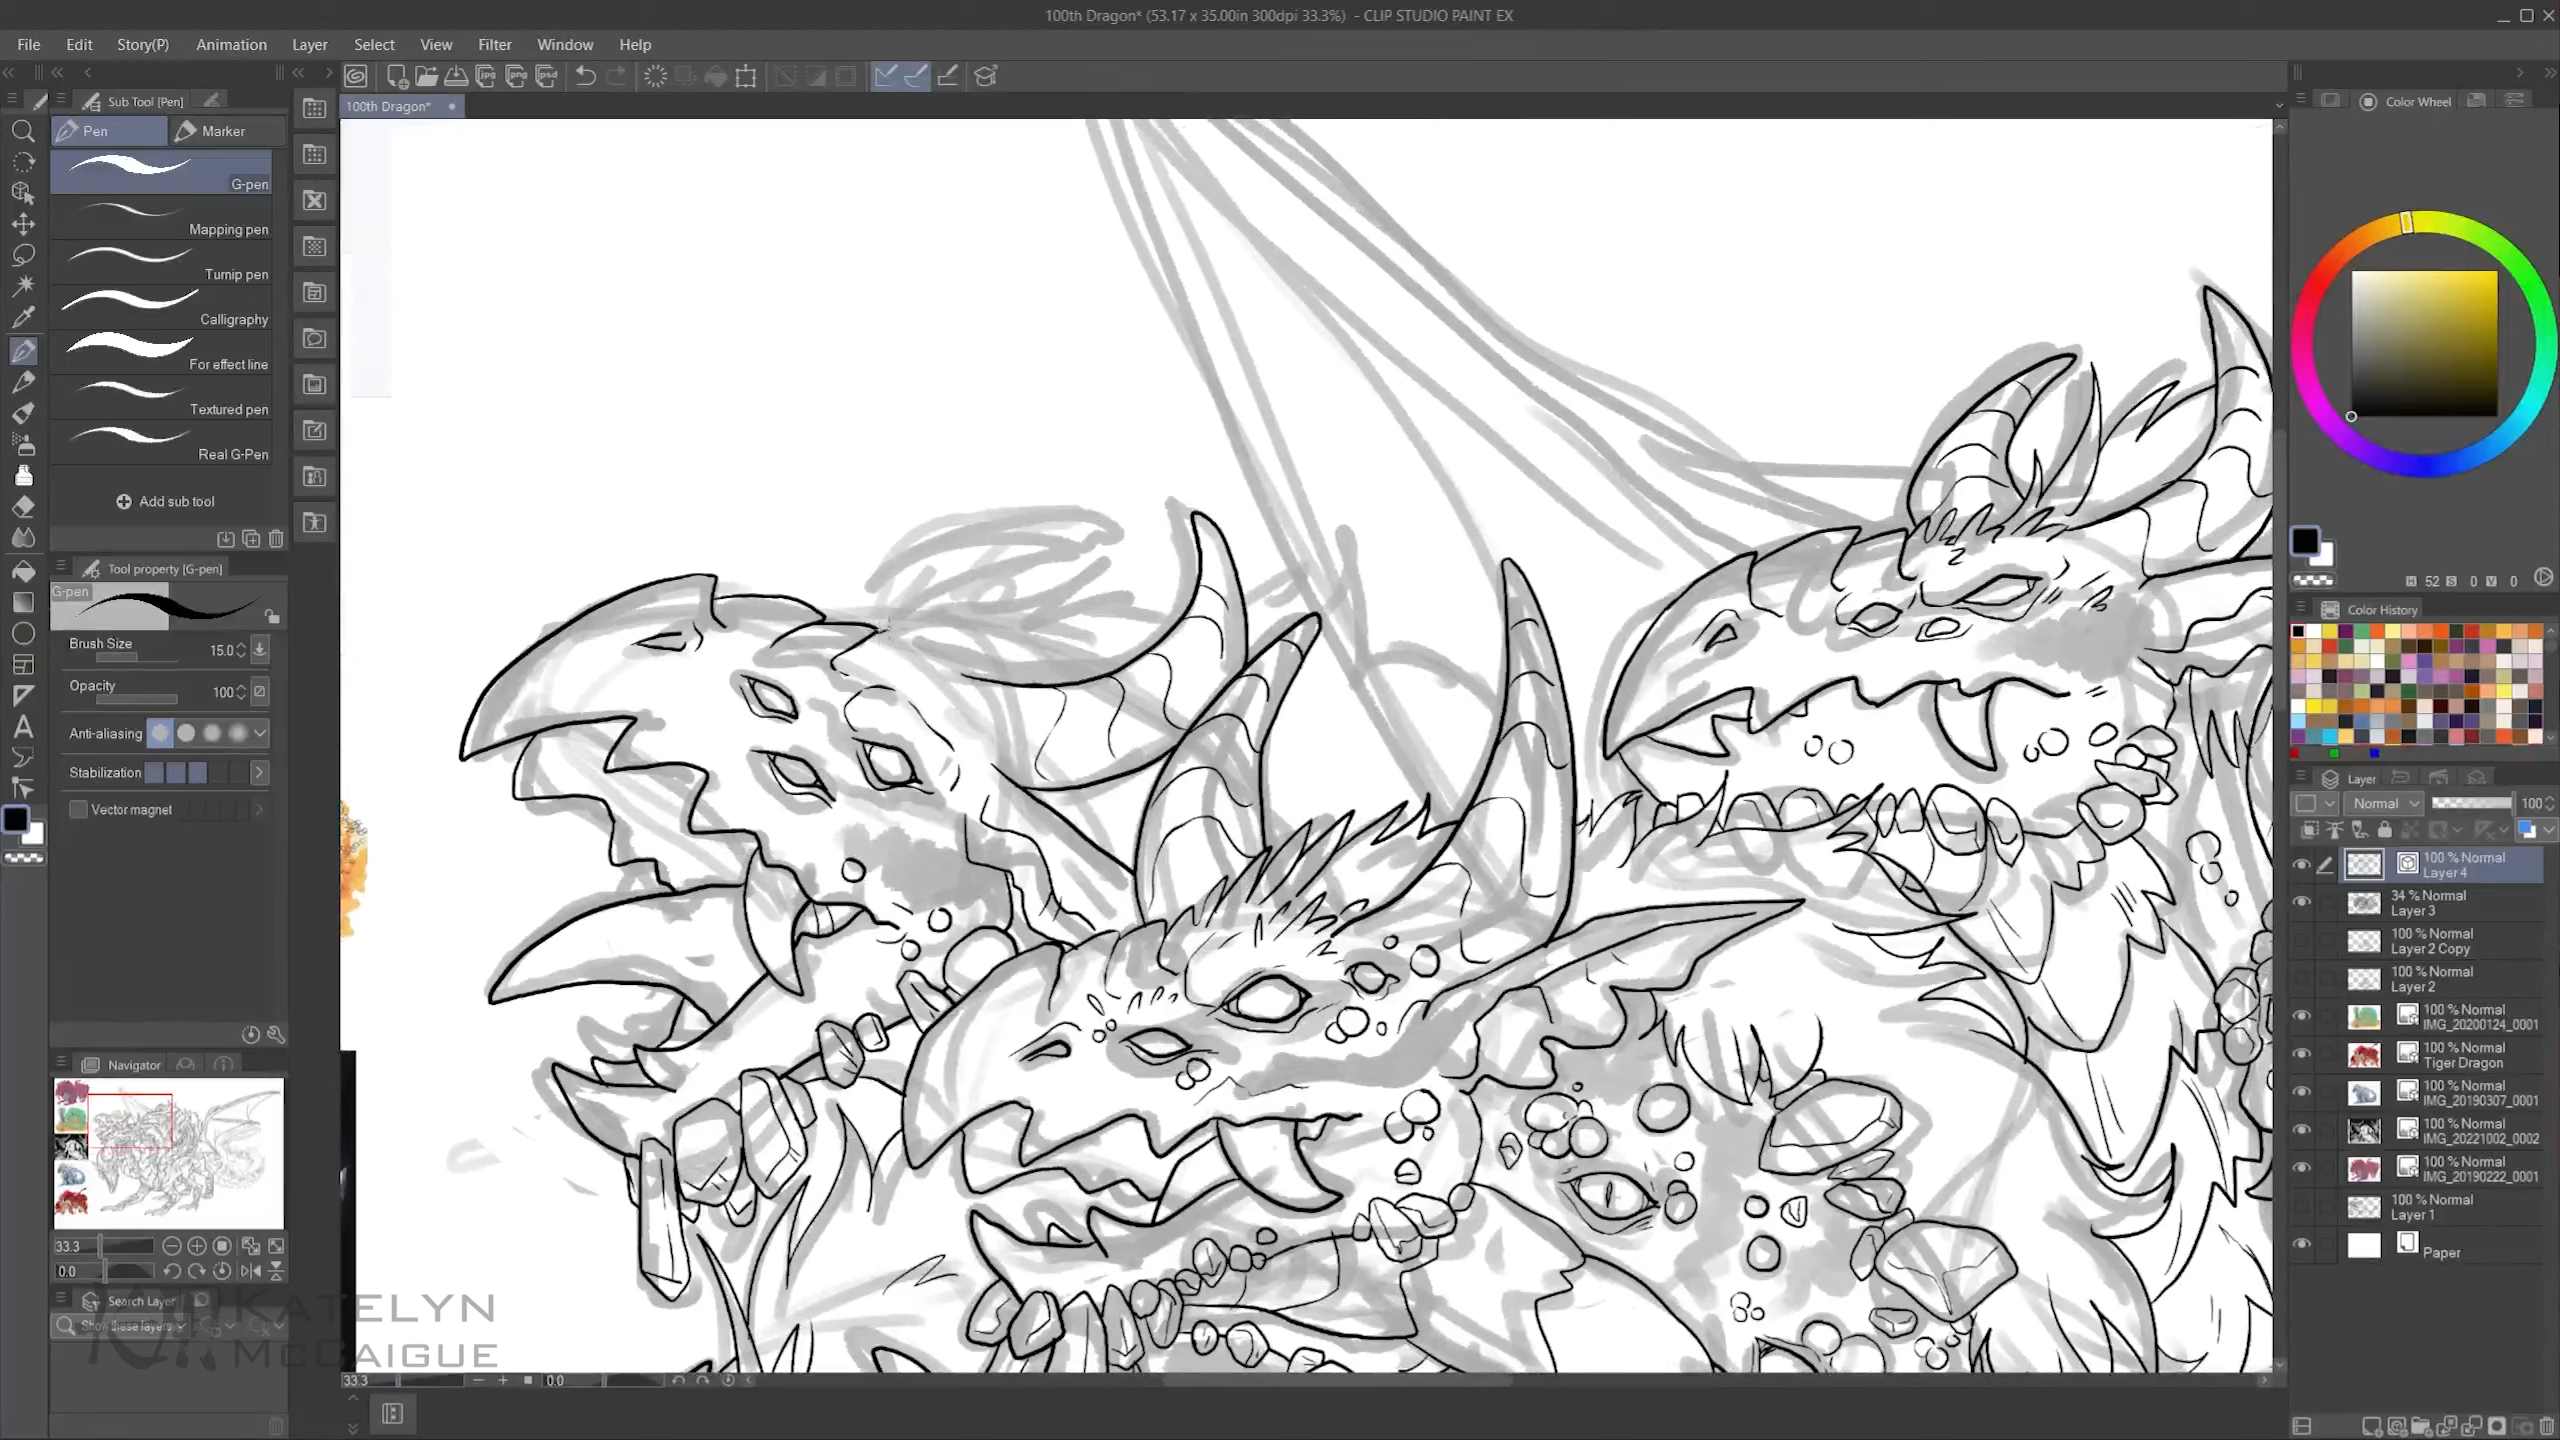 100th Dragon* (53.17 x 35.00in 300dpi 33.3%) - CLIP STUDIO PAINT EX
File Edit Story(P) Animation Layer Select View Filter Window Help
Sub Tool [Pen]
100th Dragon*
Color Wheel
Pen Marker
G-pen
Mapping pen
Turnip pen
Calligraphy
For effect line
Textured pen
Real G-Pen
Add sub tool
Tool property [G-pen]
G-pen
Brush Size 15.0
Opacity 100
Anti-aliasing
Stabilization
Vector magnet
Navigator
33.3
0.0
Search Layer
Show these layers
KATELYN
MCCAIGUE
33.3 0.0
H 52 S 0 V 0
Color History
Layer
Normal 100
100 % Normal
Layer 4
34 % Normal
Layer 3
100 % Normal
Layer 2 Copy
100 % Normal
Layer 2
100 % Normal
IMG_20200124_0001
100 % Normal
Tiger Dragon
100 % Normal
IMG_20190307_0001
100 % Normal
IMG_20221002_0002
100 % Normal
IMG_20190222_0001
100 % Normal
Layer 1
Paper